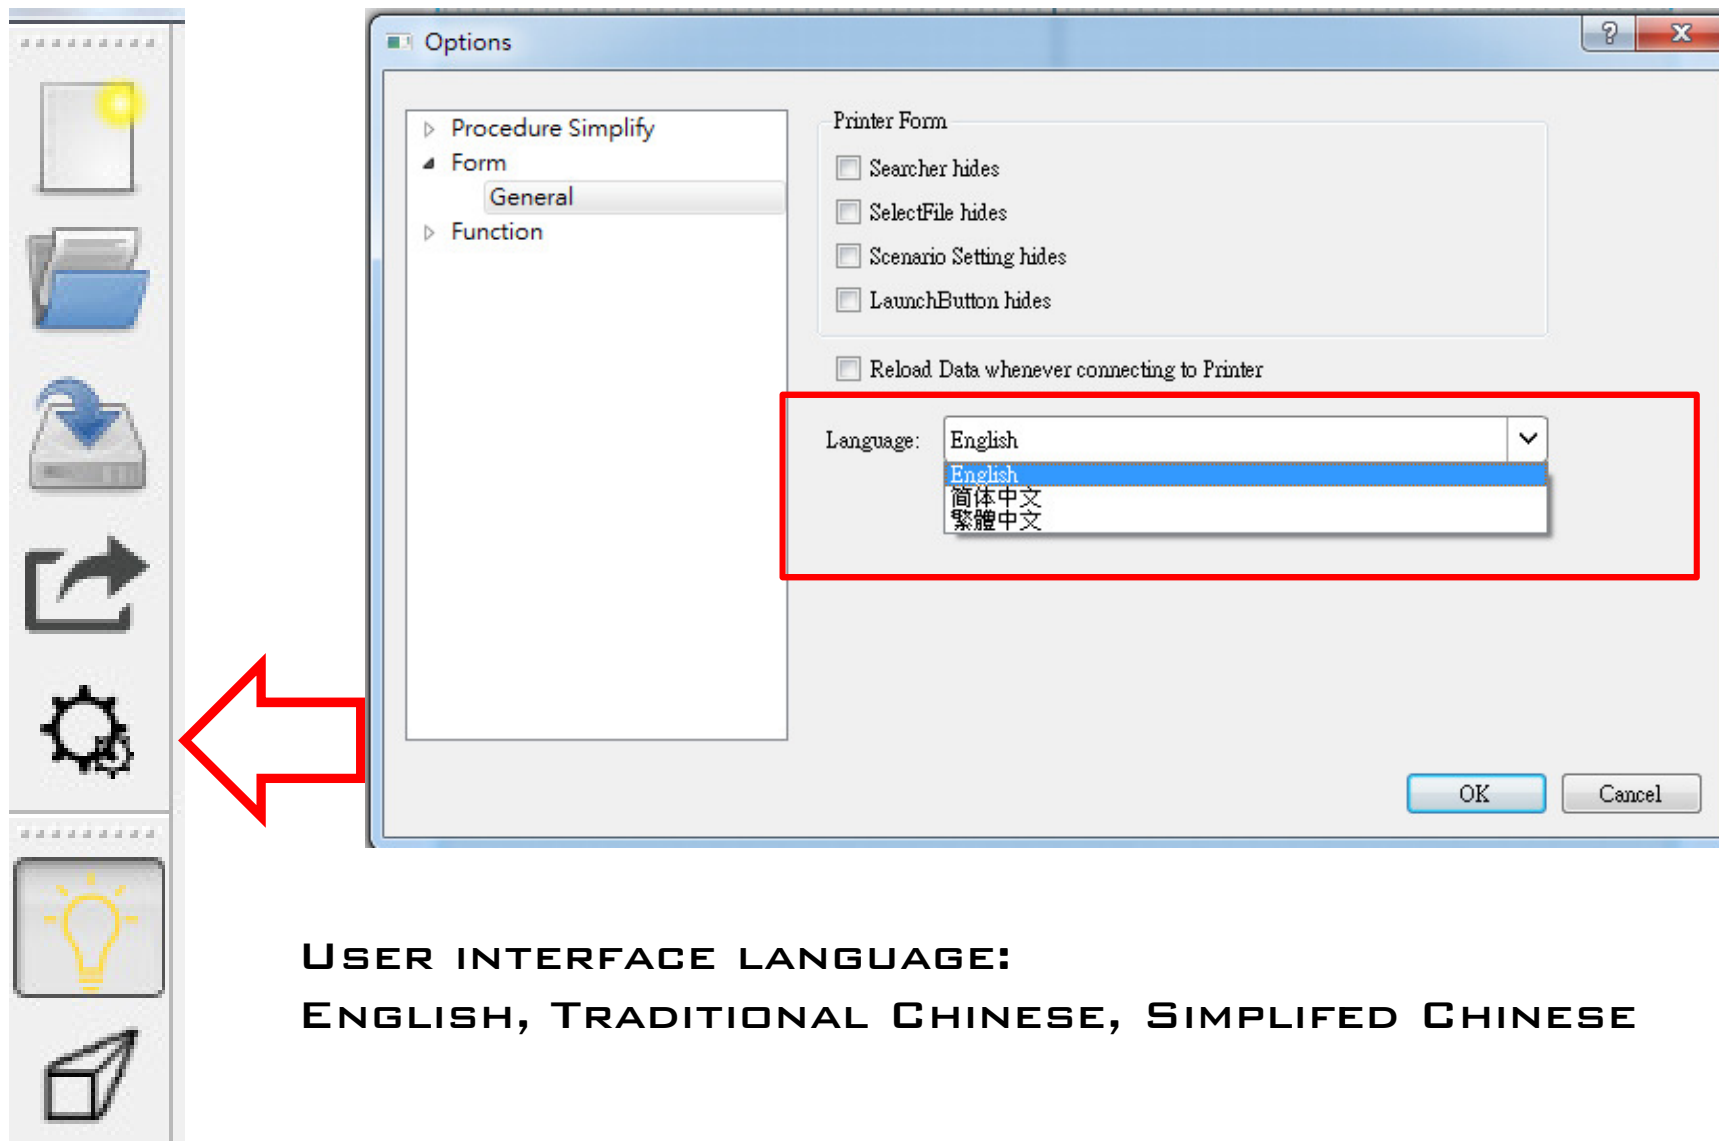 Options
Procedure Simplify
Form
General
Function
Printer Form
Searcher hides
SelectFile hides
Scenario Setting hides
LaunchButton hides
Reload Data whenever connecting to Printer
Language: English
English
简体中文
繁體中文
OK Cancel
User interface language:
English, Traditional Chinese, Simplifed Chinese